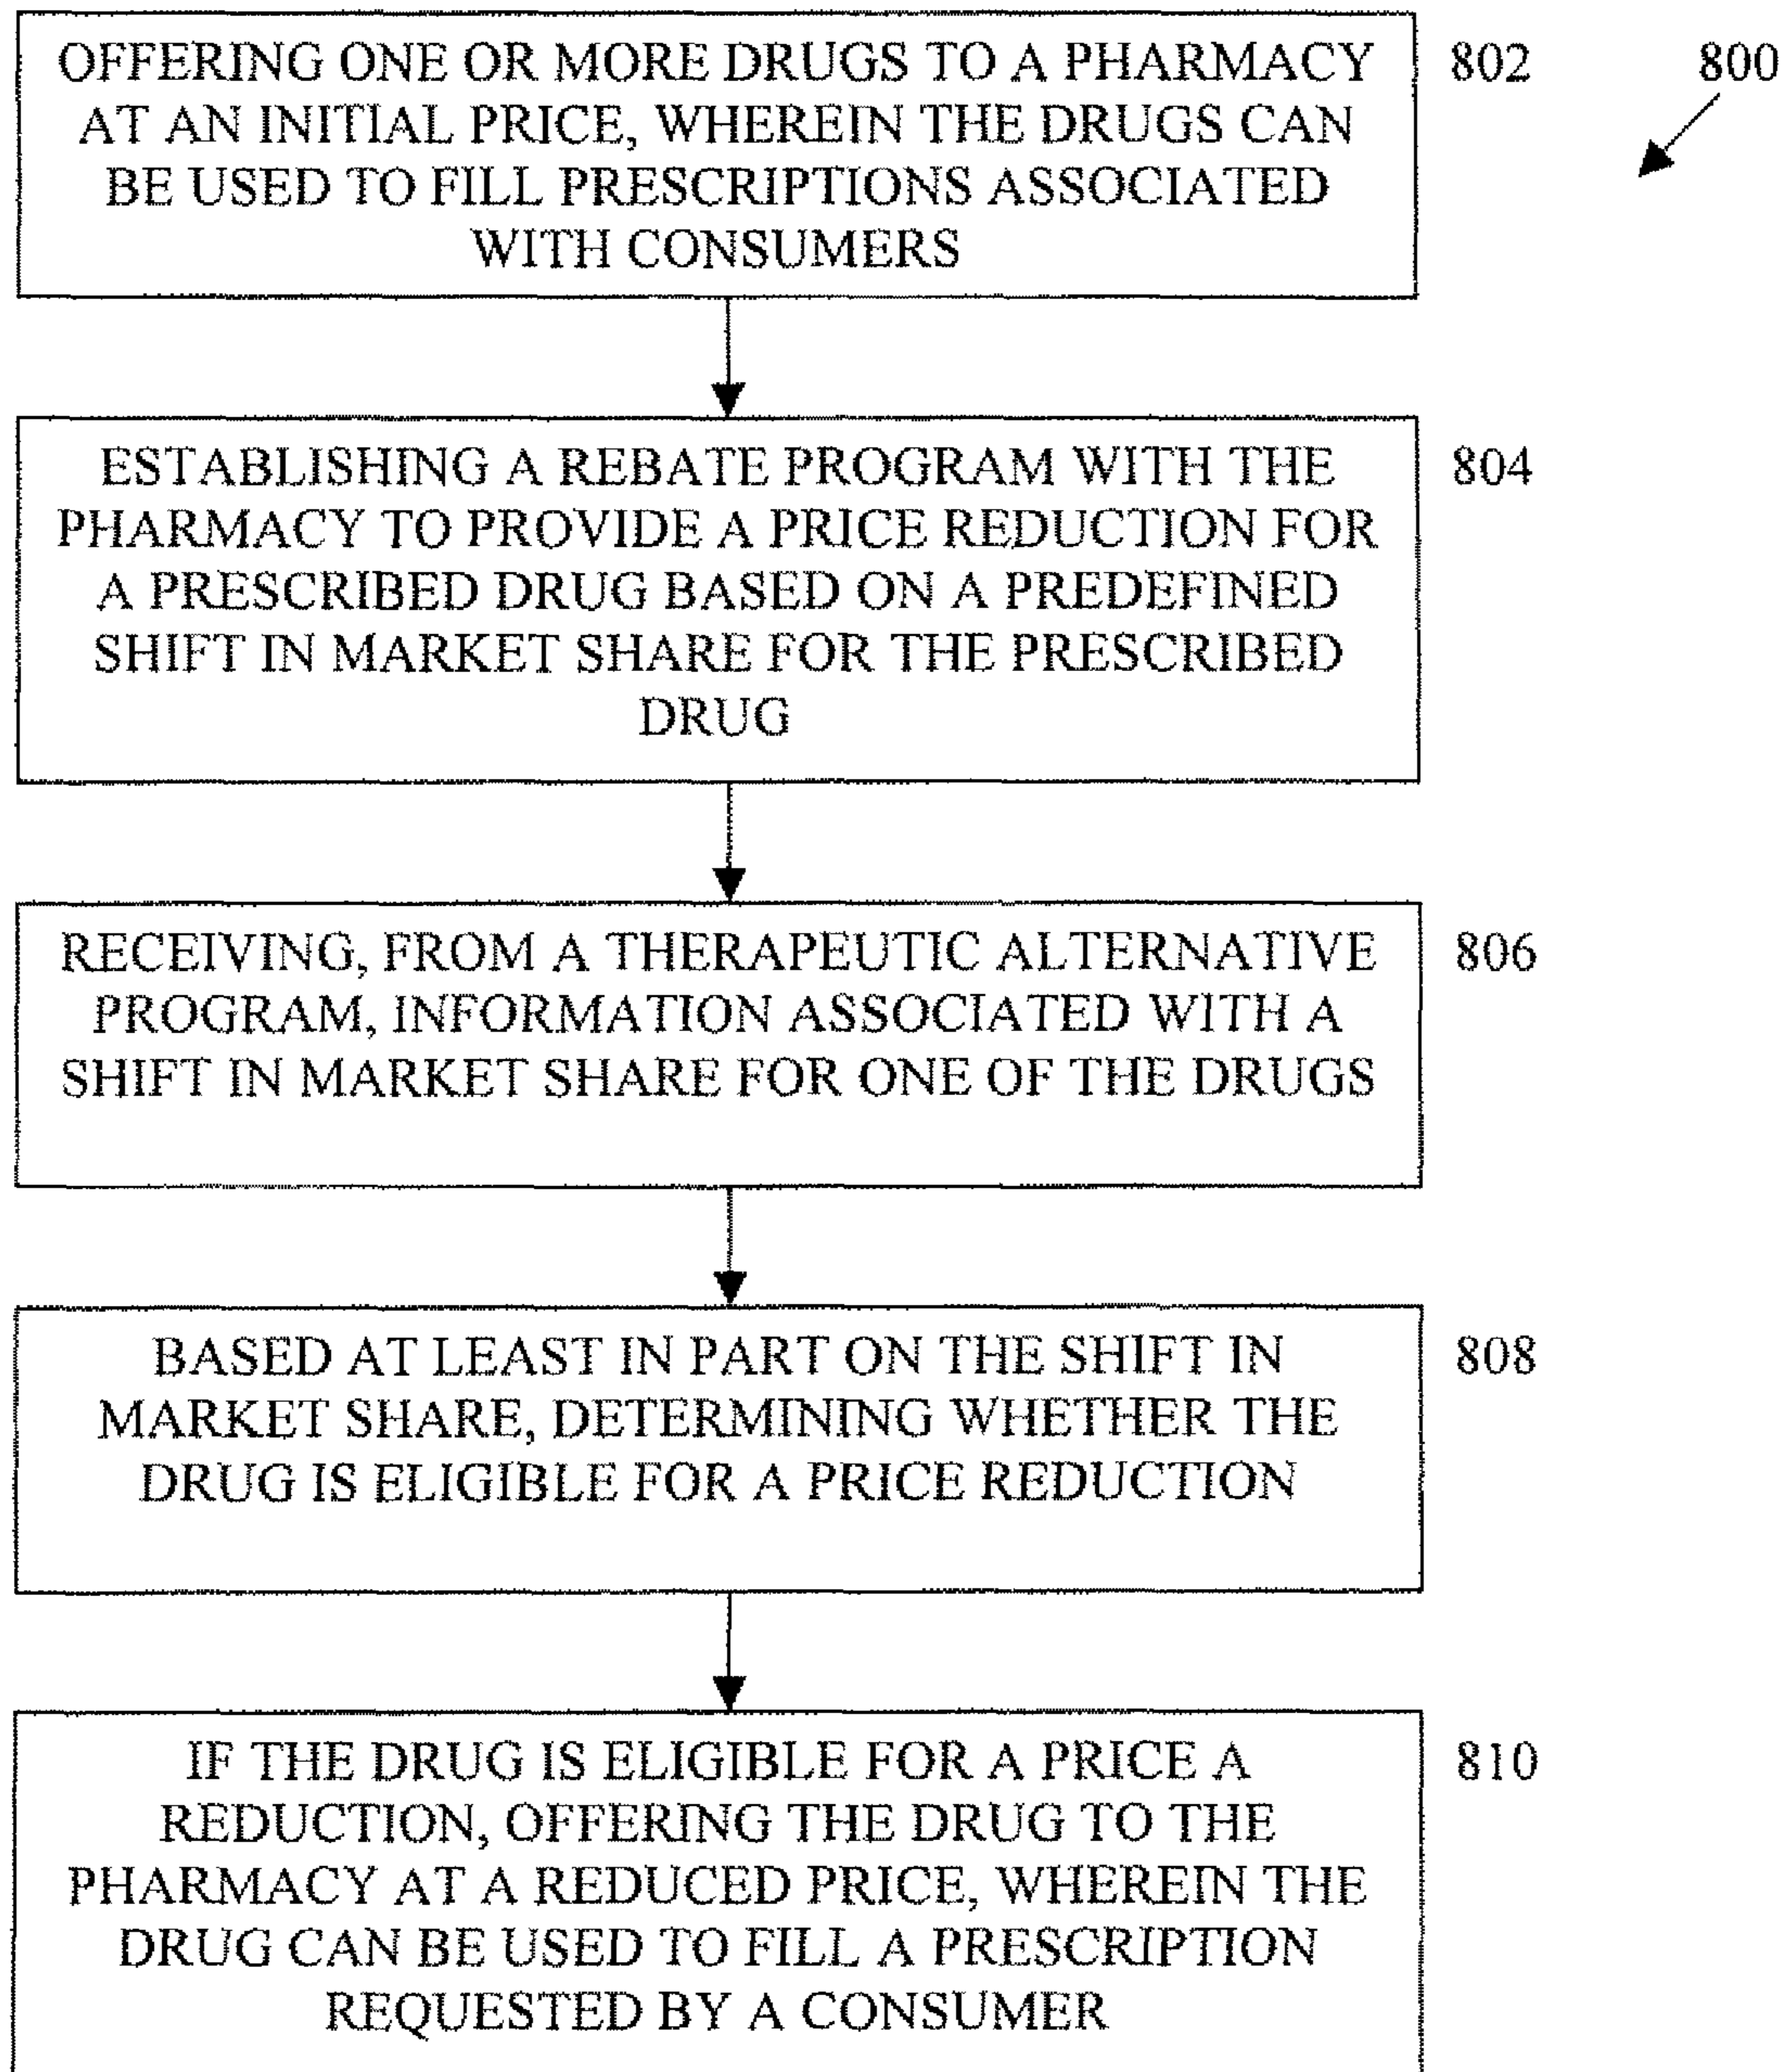 OFFERING ONE OR MORE DRUGS TO A PHARMACY
AT AN INITIAL PRICE, WHEREIN THE DRUGS CAN
BE USED TO FILL PRESCRIPTIONS ASSOCIATED
WITH CONSUMERS
802
800
ESTABLISHING A REBATE PROGRAM WITH THE
PHARMACY TO PROVIDE A PRICE REDUCTION FOR
A PRESCRIBED DRUG BASED ON A PREDEFINED
SHIFT IN MARKET SHARE FOR THE PRESCRIBED
DRUG
804
RECEIVING, FROM A THERAPEUTIC ALTERNATIVE
PROGRAM, INFORMATION ASSOCIATED WITH A
SHIFT IN MARKET SHARE FOR ONE OF THE DRUGS
806
BASED AT LEAST IN PART ON THE SHIFT IN
MARKET SHARE, DETERMINING WHETHER THE
DRUG IS ELIGIBLE FOR A PRICE REDUCTION
808
IF THE DRUG IS ELIGIBLE FOR A PRICE A
REDUCTION, OFFERING THE DRUG TO THE
PHARMACY AT A REDUCED PRICE, WHEREIN THE
DRUG CAN BE USED TO FILL A PRESCRIPTION
REQUESTED BY A CONSUMER
810